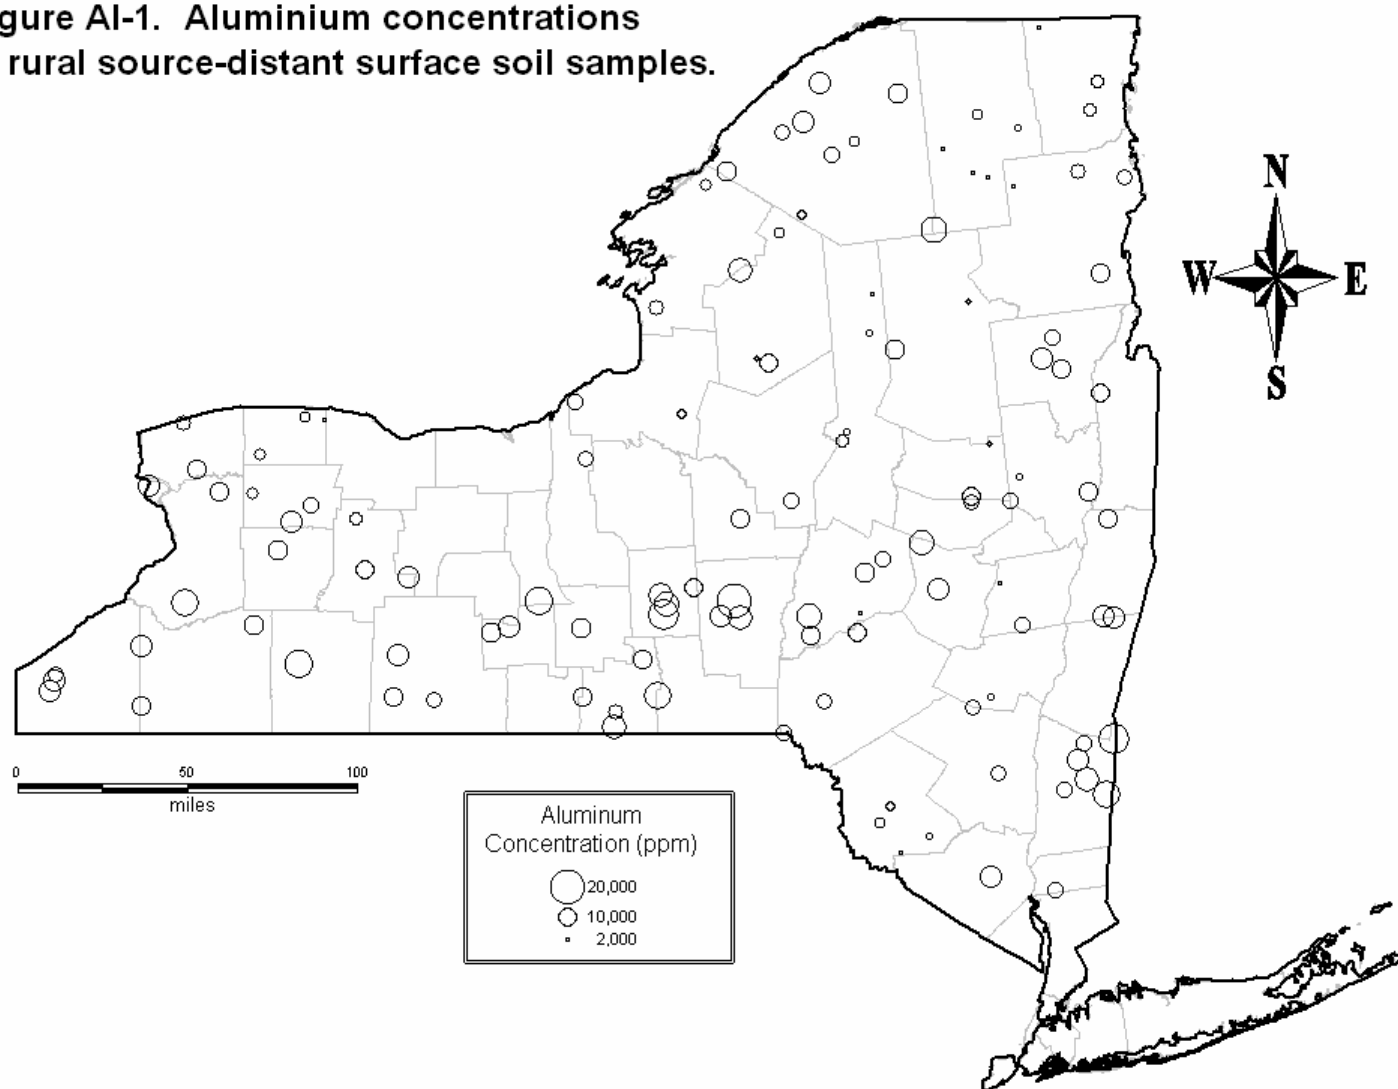 gure Al-1. Aluminium concentrations
rural source-distant surface soil samples.
N
W E
S
0 50 100
miles
Aluminum
Concentration (ppm)
20,000
10,000
2,000